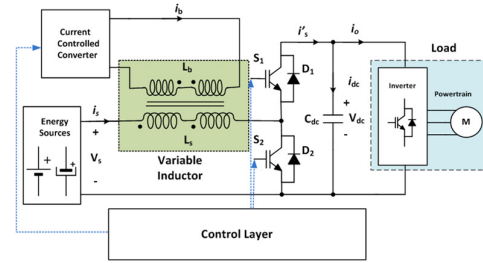 Current
Controlled
Converter
i_b
L_b
L_s
Variable
Inductor
Energy
Sources
i_s
+
V_s
-
+
+
S_1
D_1
S_2
D_2
i'_s
i_o
i_dc
C_dc
+
V_dc
-
Load
Inverter
Powertrain
M
Control Layer